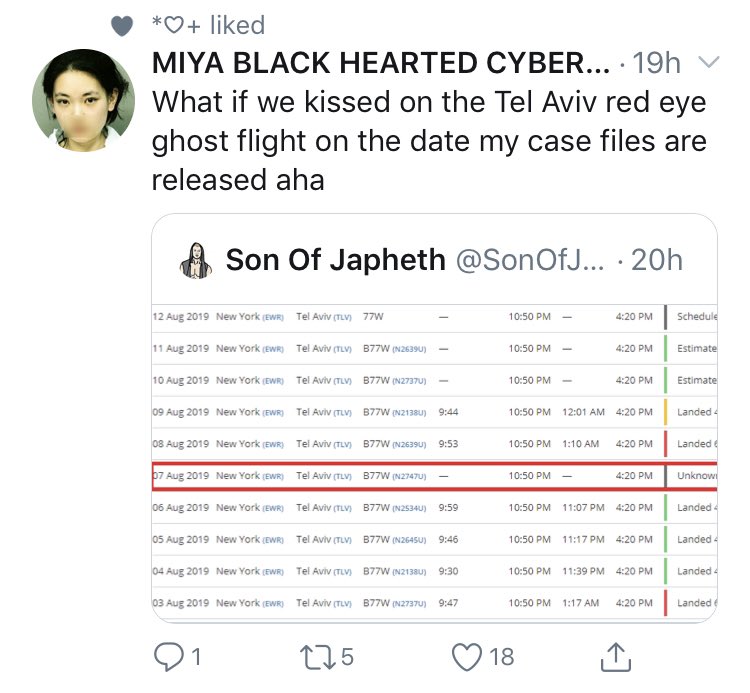 *♡+ liked
MIYA BLACK HEARTED CYBER... · 19h
What if we kissed on the Tel Aviv red eye
ghost flight on the date my case files are
released aha
Son Of Japheth @SonOfJ... · 20h
12 Aug 2019 New York (EWR) Tel Aviv (TLV) 77W — 10:50 PM — 4:20 PM Schedule
11 Aug 2019 New York (EWR) Tel Aviv (TLV) B77W (N2639U) — 10:50 PM — 4:20 PM Estimate
10 Aug 2019 New York (EWR) Tel Aviv (TLV) B77W (N2737U) — 10:50 PM — 4:20 PM Estimate
09 Aug 2019 New York (EWR) Tel Aviv (TLV) B77W (N2138U) 9:44 10:50 PM 12:01 AM 4:20 PM Landed 4
08 Aug 2019 New York (EWR) Tel Aviv (TLV) B77W (N2639U) 9:53 10:50 PM 1:10 AM 4:20 PM Landed 6
07 Aug 2019 New York (EWR) Tel Aviv (TLV) B77W (N2747U) — 10:50 PM — 4:20 PM Unknow
06 Aug 2019 New York (EWR) Tel Aviv (TLV) B77W (N2534U) 9:59 10:50 PM 11:07 PM 4:20 PM Landed 4
05 Aug 2019 New York (EWR) Tel Aviv (TLV) B77W (N2645U) 9:46 10:50 PM 11:17 PM 4:20 PM Landed 4
04 Aug 2019 New York (EWR) Tel Aviv (TLV) B77W (N2138U) 9:30 10:50 PM 11:39 PM 4:20 PM Landed 4
03 Aug 2019 New York (EWR) Tel Aviv (TLV) B77W (N2737U) 9:47 10:50 PM 1:17 AM 4:20 PM Landed 6
1 5 18